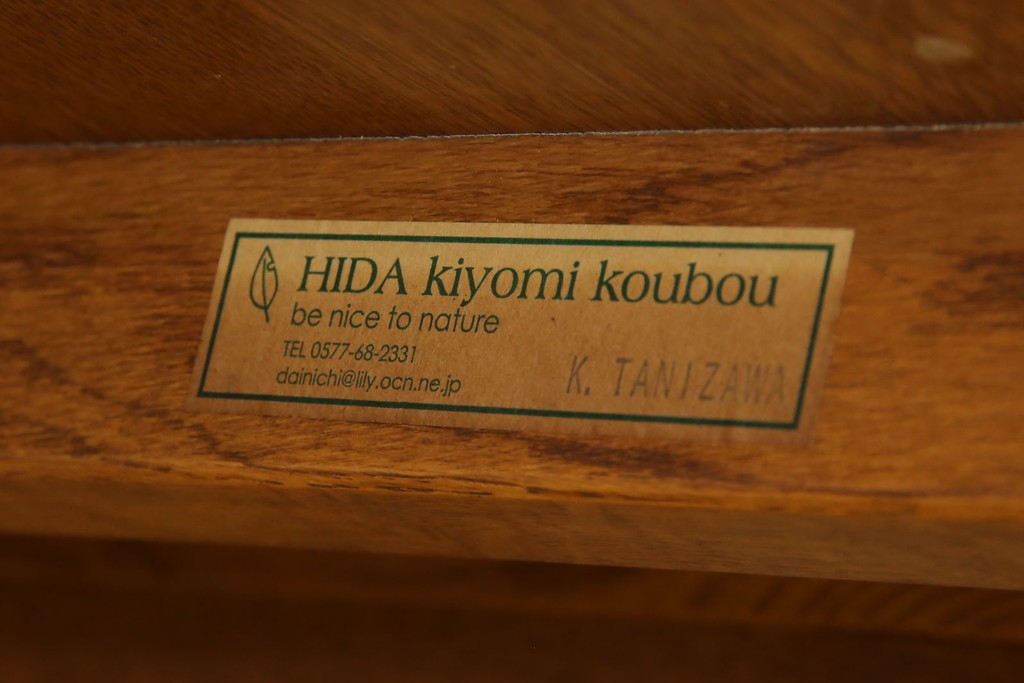 HIDA kiyomi koubou
be nice to nature
TEL 0577-68-2331
dainichi@lily.ocn.ne.jp
K. TANIZAWA